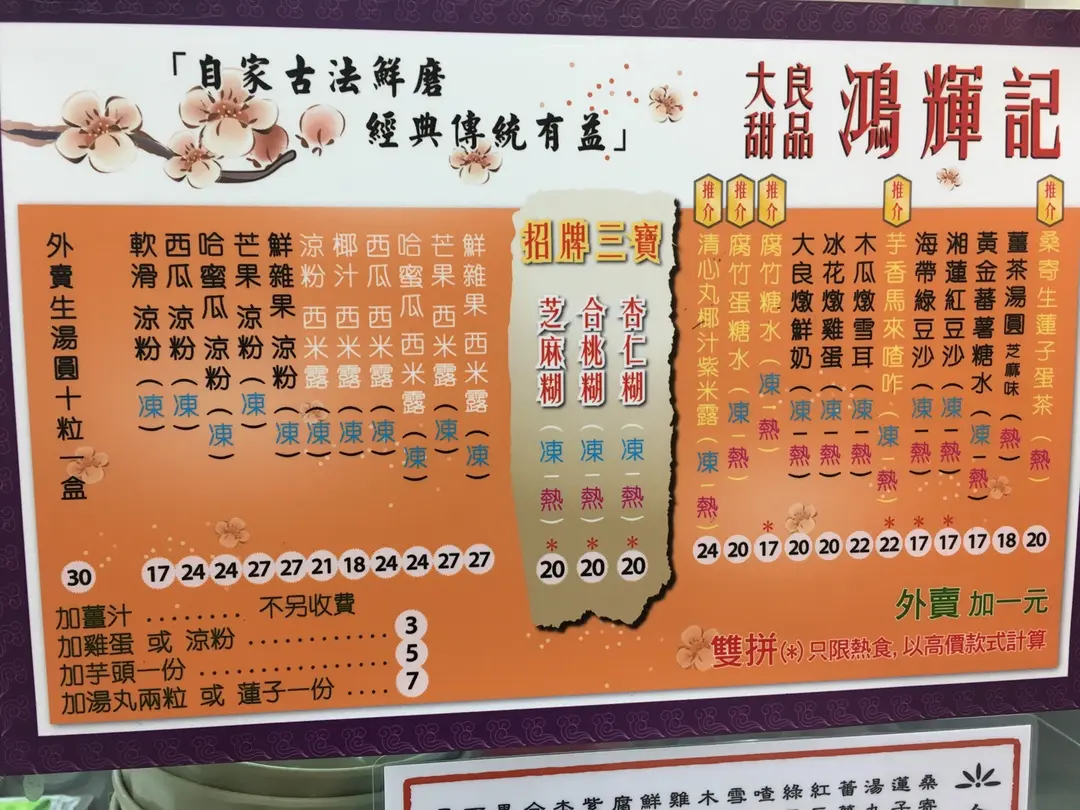 「自家古法鮮磨
經典傳統有益」
大良甜品
鴻輝記
推介
桑寄生蓮子蛋茶(熱) 20
薑茶湯圓 芝麻味(熱) 18
黃金蕃薯糖水(凍|熱) 17
湘蓮紅豆沙(凍|熱) *17
海帶綠豆沙(凍|熱) *17
推介
芋香馬來喳咋(凍|熱) *22
木瓜燉雪耳(凍|熱) 22
冰花燉雞蛋(凍|熱) 20
大良燉鮮奶(凍|熱) 20
推介
腐竹糖水(凍|熱) *17
推介
腐竹蛋糖水(凍|熱) 20
推介
清心丸椰汁紫米露(凍|熱) 24
招牌三寶
杏仁糊(凍|熱) *20
合桃糊(凍|熱) *20
芝麻糊(凍|熱) *20
鮮雜果 西米露(凍) 27
芒果 西米露(凍) 27
哈蜜瓜 西米露(凍) 24
西瓜 西米露(凍) 24
椰汁 西米露(凍) 18
涼粉 西米露(凍) 21
鮮雜果 涼粉(凍) 27
芒果 涼粉(凍) 27
哈蜜瓜 涼粉(凍) 24
西瓜 涼粉(凍) 24
軟滑 涼粉(凍) 17
外賣生湯圓十粒一盒 30
加薑汁 ........ 不另收費
加雞蛋 或 涼粉 ............ 3
加芋頭一份 ................ 5
加湯丸兩粒 或 蓮子一份 .... 7
外賣 加一元
雙拼(*)只限熱食, 以高價款式計算
桑蓮湯蕃紅綠喳雪木雞鮮腐紫杏合